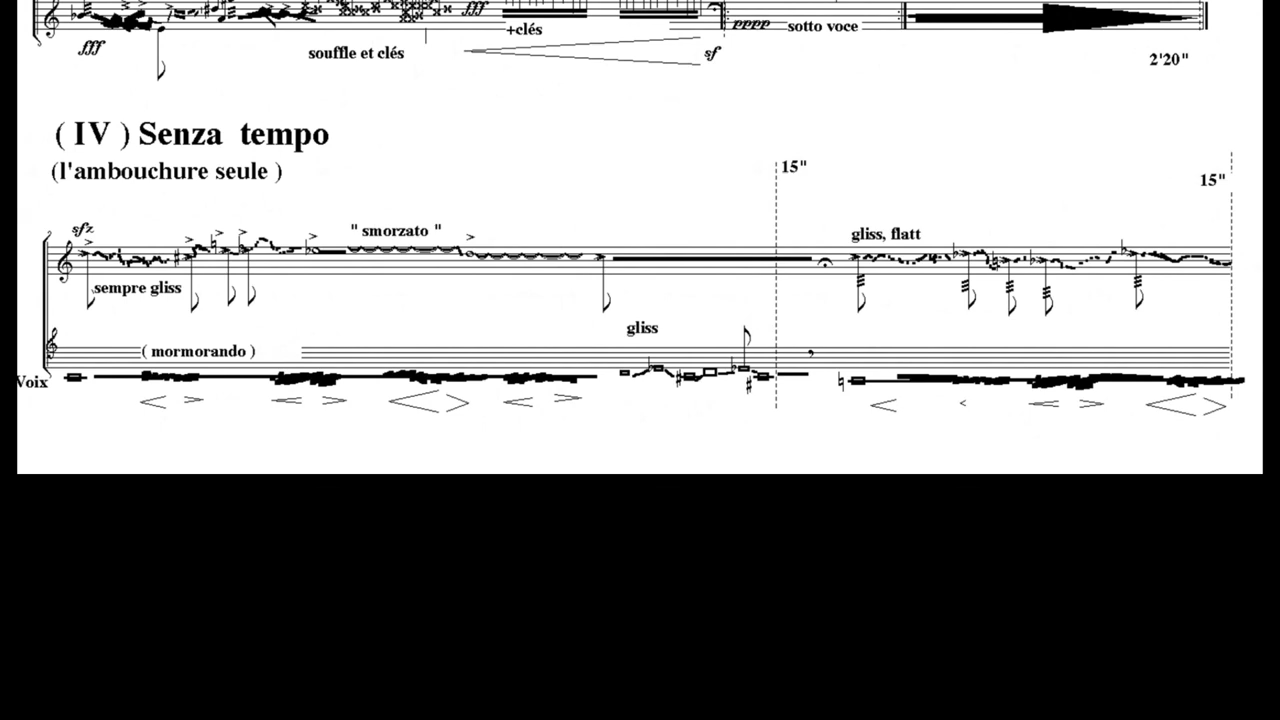 fff
+clés
pppp sotto voce
fff souffle et clés sf
2'20"
( IV ) Senza tempo
(l'ambouchure seule )
15"
15"
sfz " smorzato " gliss, flatt
sempre gliss
gliss
( mormorando )
Voix